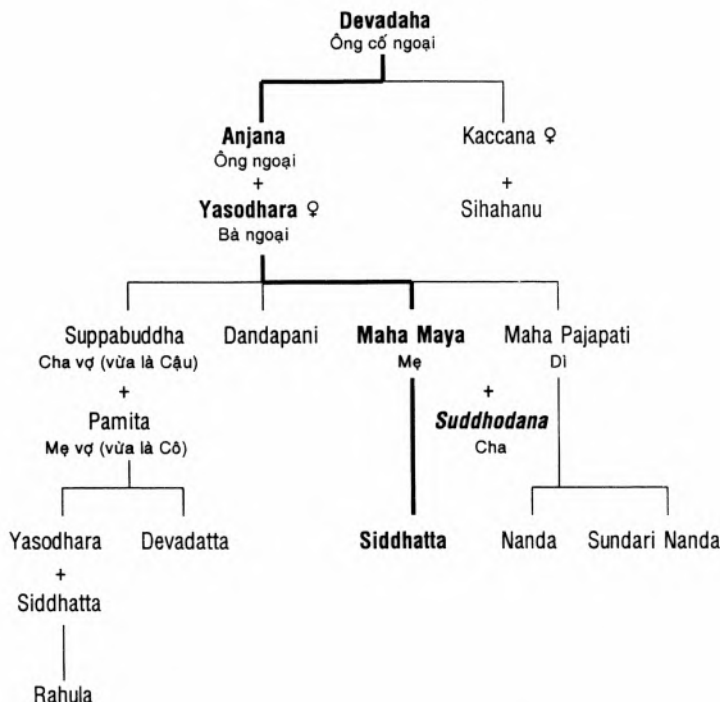 Devadaha
Ông cố ngoại
Anjana
Kaccana ♀
Ông ngoại
+
+
Yasodhara ♀
Sihahanu
Bà ngoại
Suppabuddha
Dandapani
Maha Maya
Maha Pajapati
Cha vợ (vừa là Cậu)
Mẹ
Dì
+
+
Pamita
Suddhodana
Mẹ vợ (vừa là Cô)
Cha
Yasodhara
Devadatta
Siddhatta
Nanda
Sundari Nanda
+
Siddhatta
Rahula